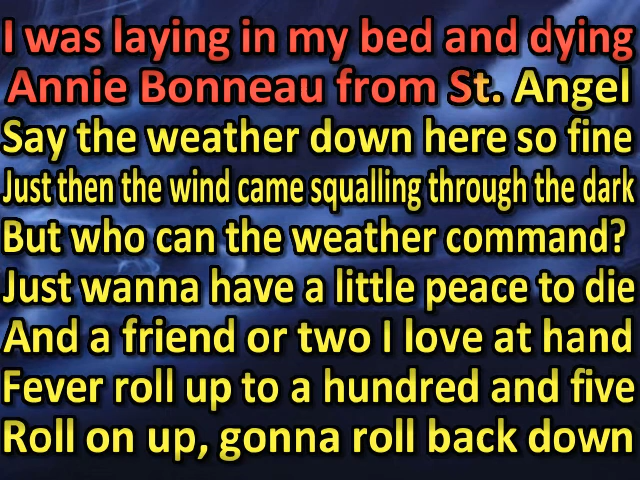 I was laying in my bed and dying
Annie Bonneau from St. Angel
Say the weather down here so fine
Just then the wind came squalling through the dark
But who can the weather command?
Just wanna have a little peace to die
And a friend or two I love at hand
Fever roll up to a hundred and five
Roll on up, gonna roll back down